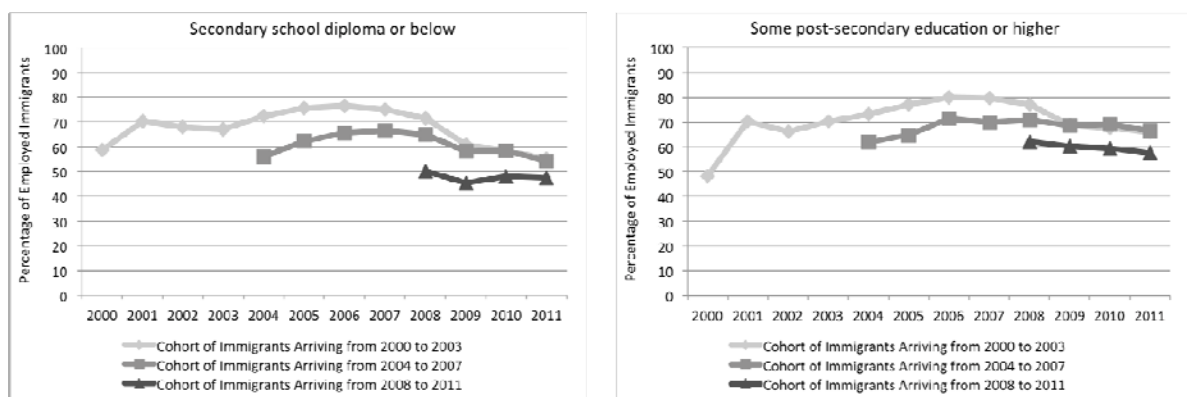 Secondary school diploma or below
Percentage of Employed Immigrants
100
90
80
70
60
50
40
30
20
10
0
2000 2001 2002 2003 2004 2005 2006 2007 2008 2009 2010 2011
Cohort of Immigrants Arriving from 2000 to 2003
Cohort of Immigrants Arriving from 2004 to 2007
Cohort of Immigrants Arriving from 2008 to 2011
Some post-secondary education or higher
Percentage of Employed Immigrants
100
90
80
70
60
50
40
30
20
10
0
2000 2001 2002 2003 2004 2005 2006 2007 2008 2009 2010 2011
Cohort of Immigrants Arriving from 2000 to 2003
Cohort of Immigrants Arriving from 2004 to 2007
Cohort of Immigrants Arriving from 2008 to 2011